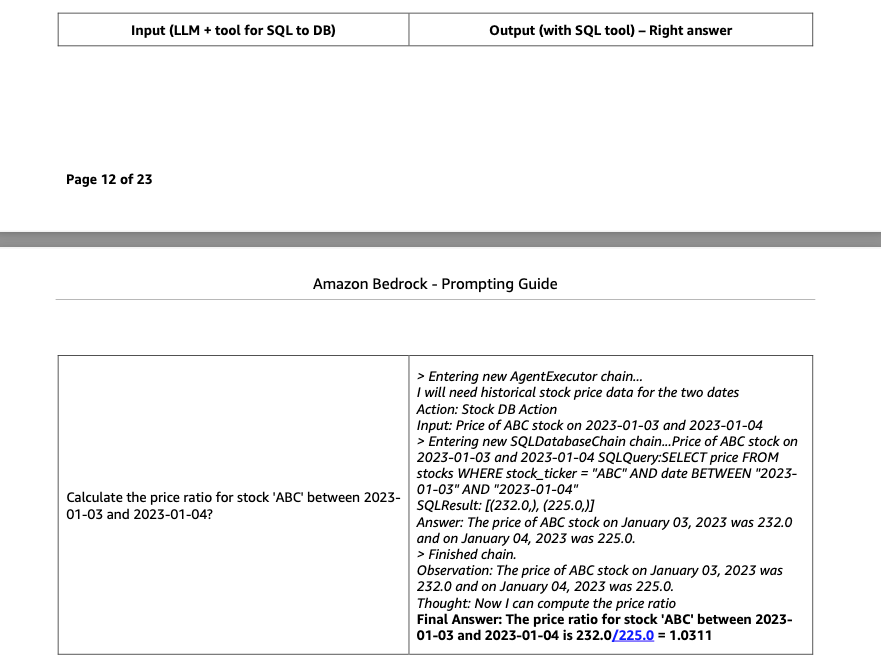 Input (LLM + tool for SQL to DB)
Output (with SQL tool) – Right answer
Page 12 of 23
Amazon Bedrock - Prompting Guide
Calculate the price ratio for stock 'ABC' between 2023-
01-03 and 2023-01-04?
> Entering new AgentExecutor chain...
I will need historical stock price data for the two dates
Action: Stock DB Action
Input: Price of ABC stock on 2023-01-03 and 2023-01-04
> Entering new SQLDatabaseChain chain...Price of ABC stock on
2023-01-03 and 2023-01-04 SQLQuery:SELECT price FROM
stocks WHERE stock_ticker = "ABC" AND date BETWEEN "2023-
01-03" AND "2023-01-04"
SQLResult: [(232.0,), (225.0,)]
Answer: The price of ABC stock on January 03, 2023 was 232.0
and on January 04, 2023 was 225.0.
> Finished chain.
Observation: The price of ABC stock on January 03, 2023 was
232.0 and on January 04, 2023 was 225.0.
Thought: Now I can compute the price ratio
Final Answer: The price ratio for stock 'ABC' between 2023-
01-03 and 2023-01-04 is 232.0/225.0 = 1.0311